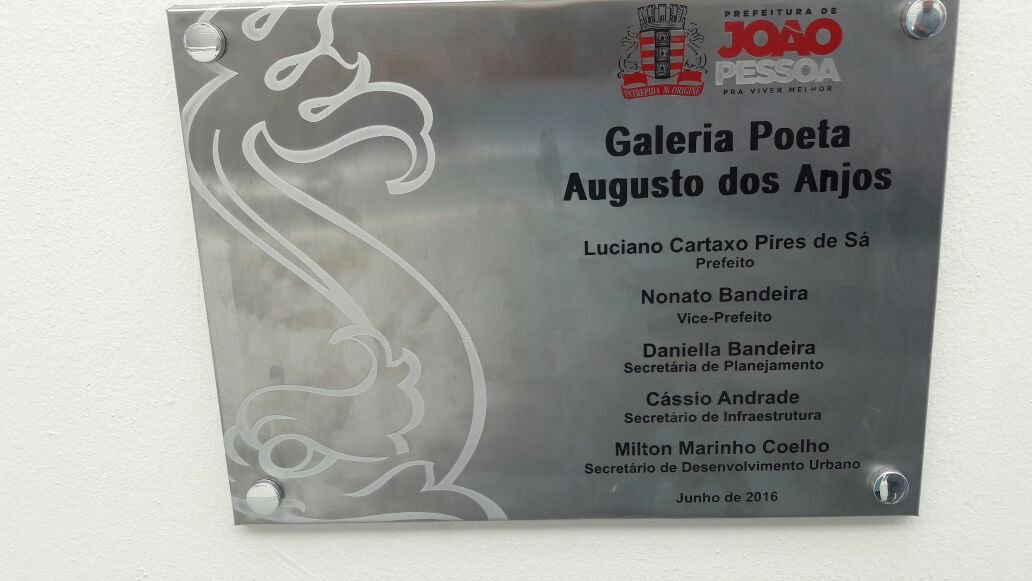 PREFEITURA DE
JOÃO
PESSOA
PRA VIVER MELHOR
INTREPIDA AB ORIGINE
Galeria Poeta
Augusto dos Anjos
Luciano Cartaxo Pires de Sá
Prefeito
Nonato Bandeira
Vice-Prefeito
Daniella Bandeira
Secretária de Planejamento
Cássio Andrade
Secretário de Infraestrutura
Milton Marinho Coelho
Secretário de Desenvolvimento Urbano
Junho de 2016